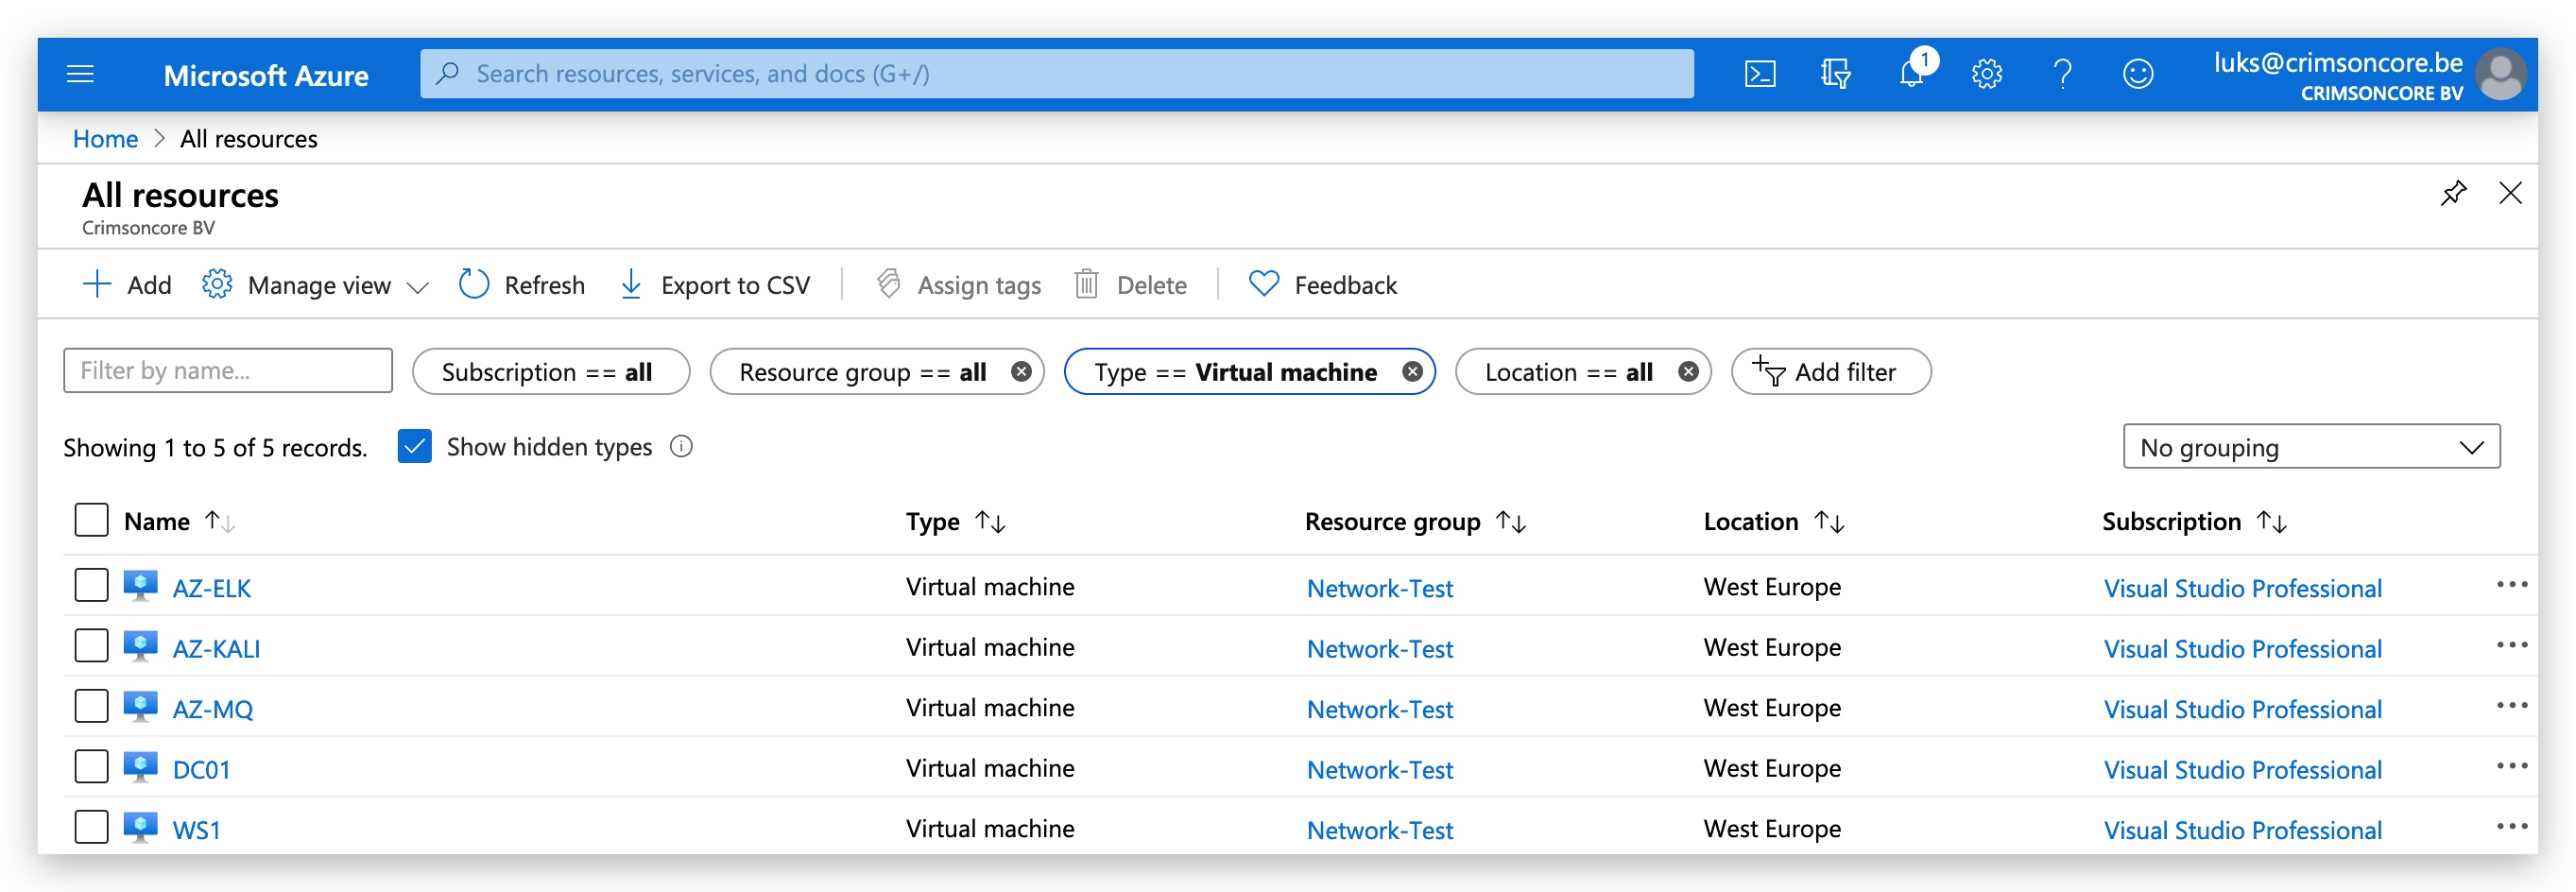 Microsoft Azure
Search resources, services, and docs (G+/)
1
luks@crimsoncore.be
CRIMSONCORE BV
Home > All resources
All resources
Crimsoncore BV
Add Manage view Refresh Export to CSV Assign tags Delete Feedback
Filter by name... Subscription == all Resource group == all Type == Virtual machine Location == all Add filter
Showing 1 to 5 of 5 records. Show hidden types No grouping
Name Type Resource group Location Subscription
AZ-ELK Virtual machine Network-Test West Europe Visual Studio Professional
AZ-KALI Virtual machine Network-Test West Europe Visual Studio Professional
AZ-MQ Virtual machine Network-Test West Europe Visual Studio Professional
DC01 Virtual machine Network-Test West Europe Visual Studio Professional
WS1 Virtual machine Network-Test West Europe Visual Studio Professional